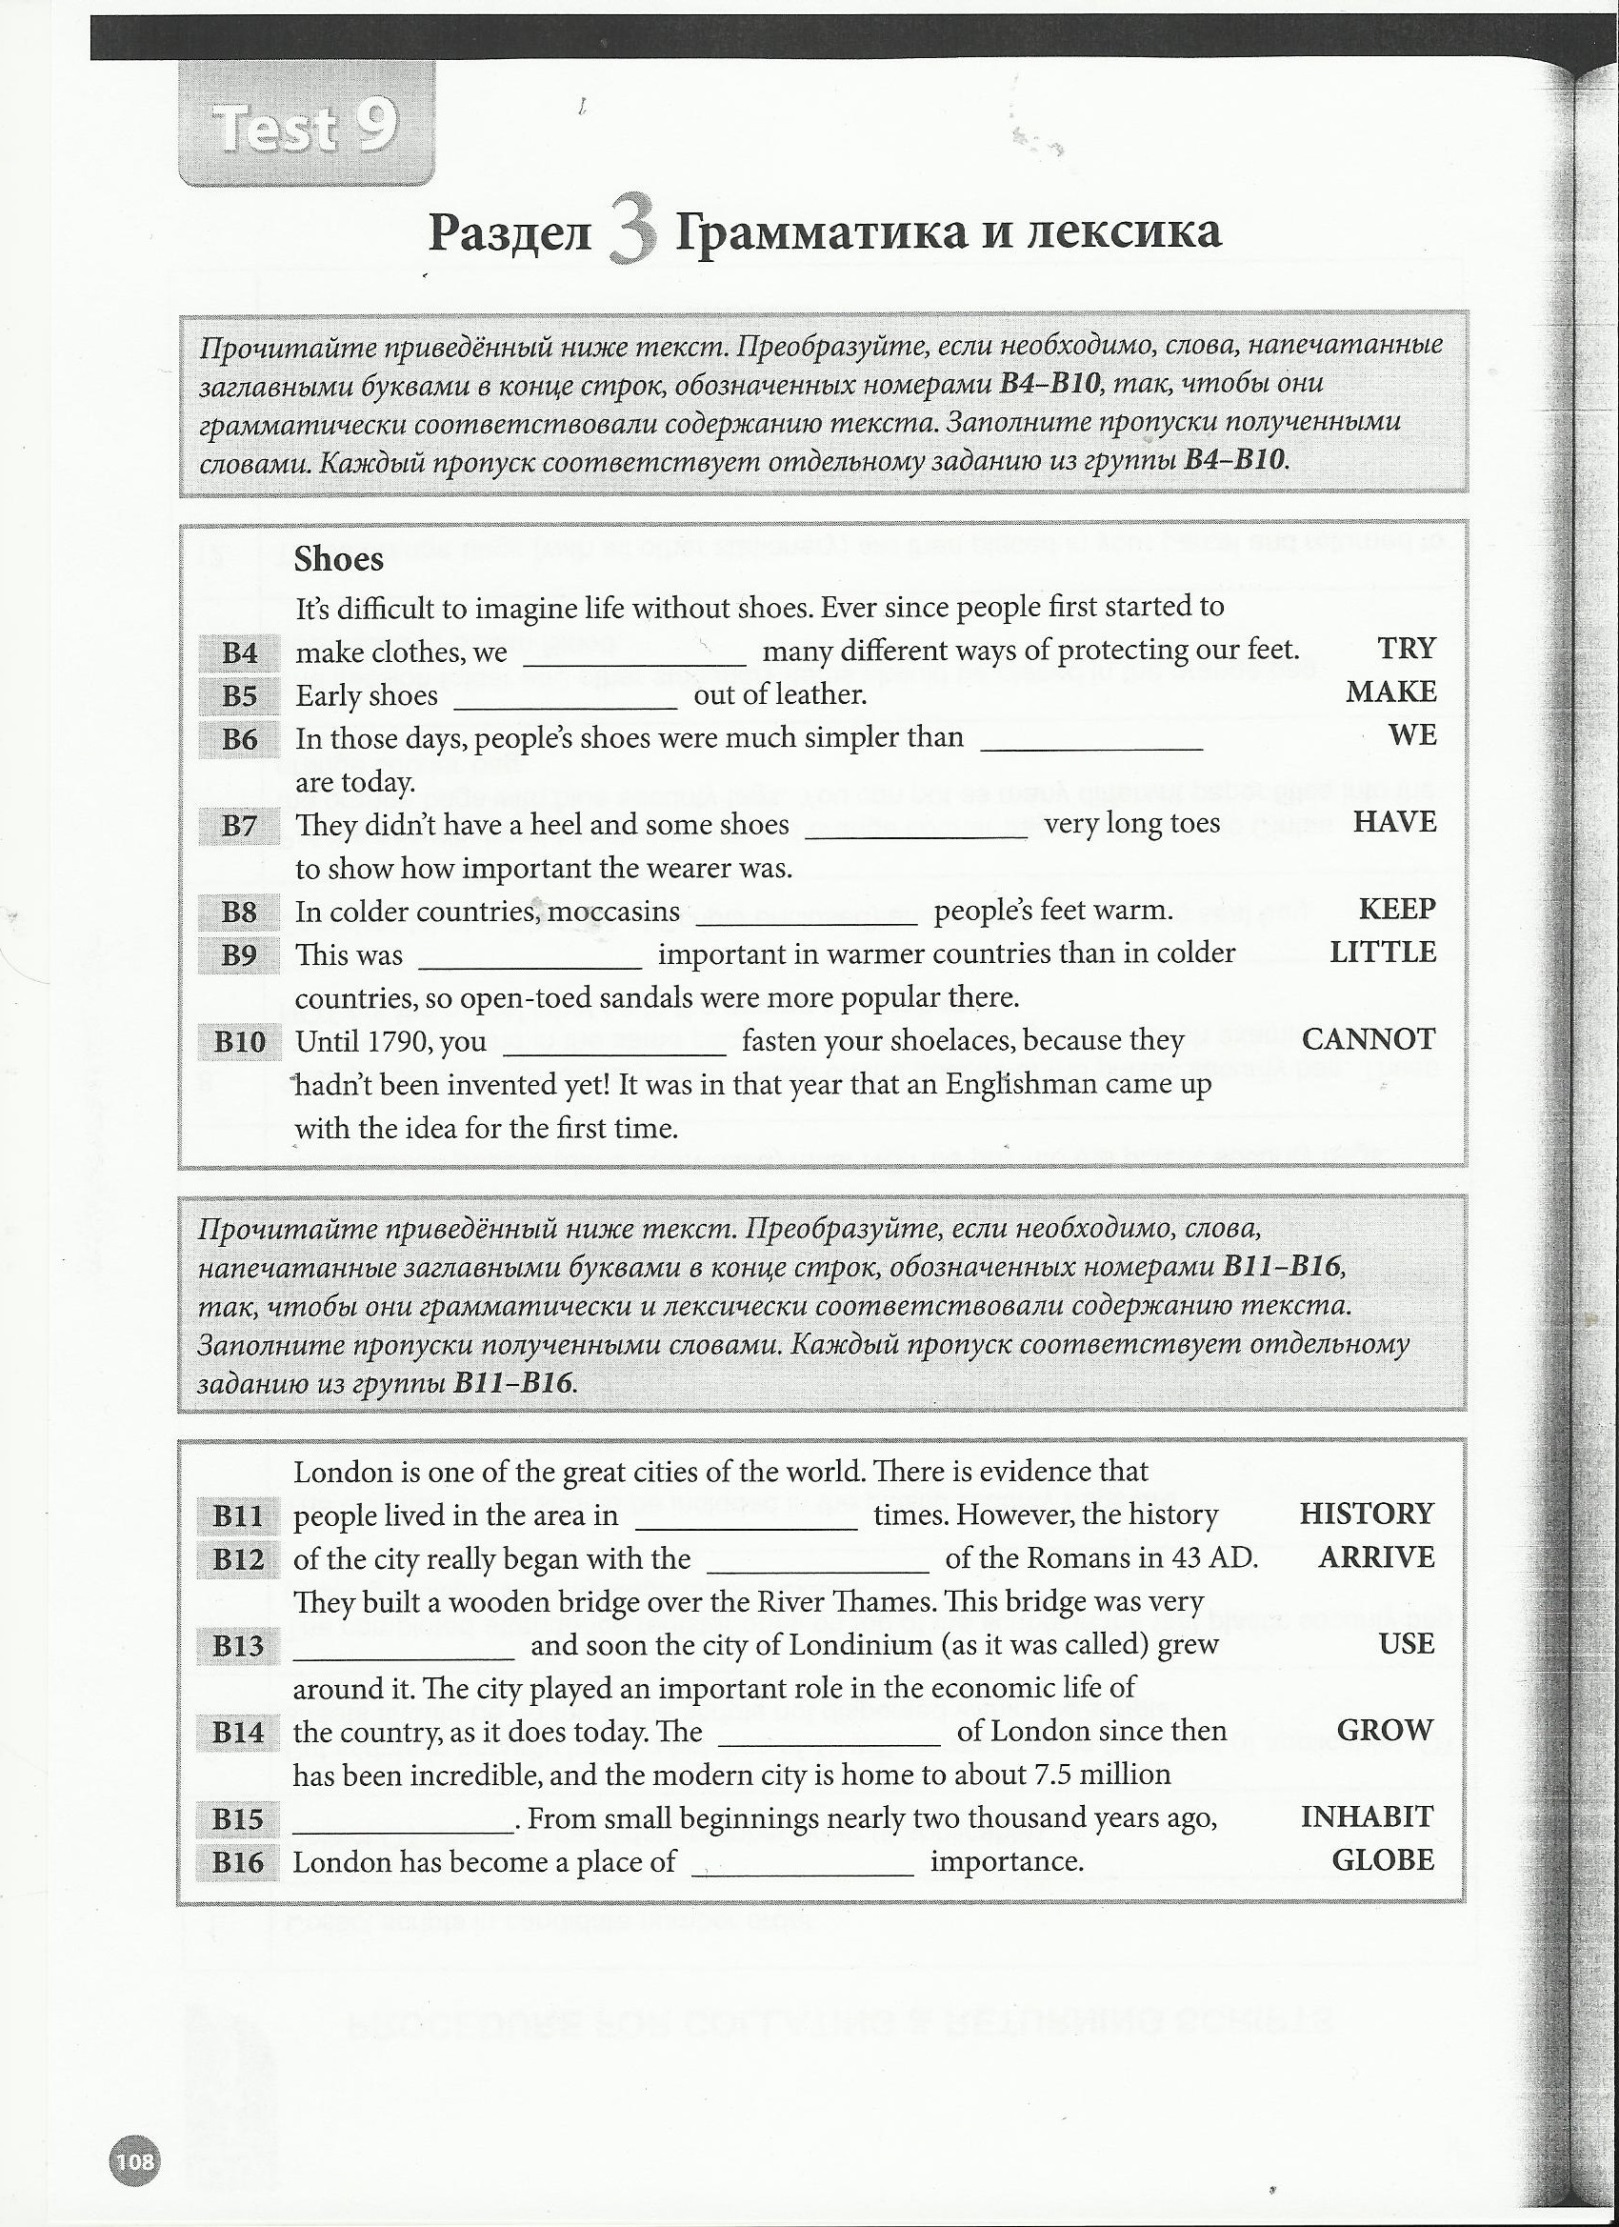 Test 9
Раздел 3 Грамматика и лексика
Прочитайте приведённый ниже текст. Преобразуйте, если необходимо, слова, напечатанные
заглавными буквами в конце строк, обозначенных номерами B4–B10, так, чтобы они
грамматически соответствовали содержанию текста. Заполните пропуски полученными
словами. Каждый пропуск соответствует отдельному заданию из группы B4–B10.
Shoes
It's difficult to imagine life without shoes. Ever since people first started to
B4 make clothes, we ____________ many different ways of protecting our feet. TRY
B5 Early shoes ____________ out of leather. MAKE
B6 In those days, people's shoes were much simpler than ____________ WE
are today.
B7 They didn't have a heel and some shoes ____________ very long toes HAVE
to show how important the wearer was.
B8 In colder countries, moccasins ____________ people's feet warm. KEEP
B9 This was ____________ important in warmer countries than in colder LITTLE
countries, so open-toed sandals were more popular there.
B10 Until 1790, you ____________ fasten your shoelaces, because they CANNOT
hadn't been invented yet! It was in that year that an Englishman came up
with the idea for the first time.
Прочитайте приведённый ниже текст. Преобразуйте, если необходимо, слова,
напечатанные заглавными буквами в конце строк, обозначенных номерами B11–B16,
так, чтобы они грамматически и лексически соответствовали содержанию текста.
Заполните пропуски полученными словами. Каждый пропуск соответствует отдельному
заданию из группы B11–B16.
London is one of the great cities of the world. There is evidence that
B11 people lived in the area in ____________ times. However, the history HISTORY
B12 of the city really began with the ____________ of the Romans in 43 AD. ARRIVE
They built a wooden bridge over the River Thames. This bridge was very
B13 ____________ and soon the city of Londinium (as it was called) grew USE
around it. The city played an important role in the economic life of
B14 the country, as it does today. The ____________ of London since then GROW
has been incredible, and the modern city is home to about 7.5 million
B15 ____________. From small beginnings nearly two thousand years ago, INHABIT
B16 London has become a place of ____________ importance. GLOBE
108